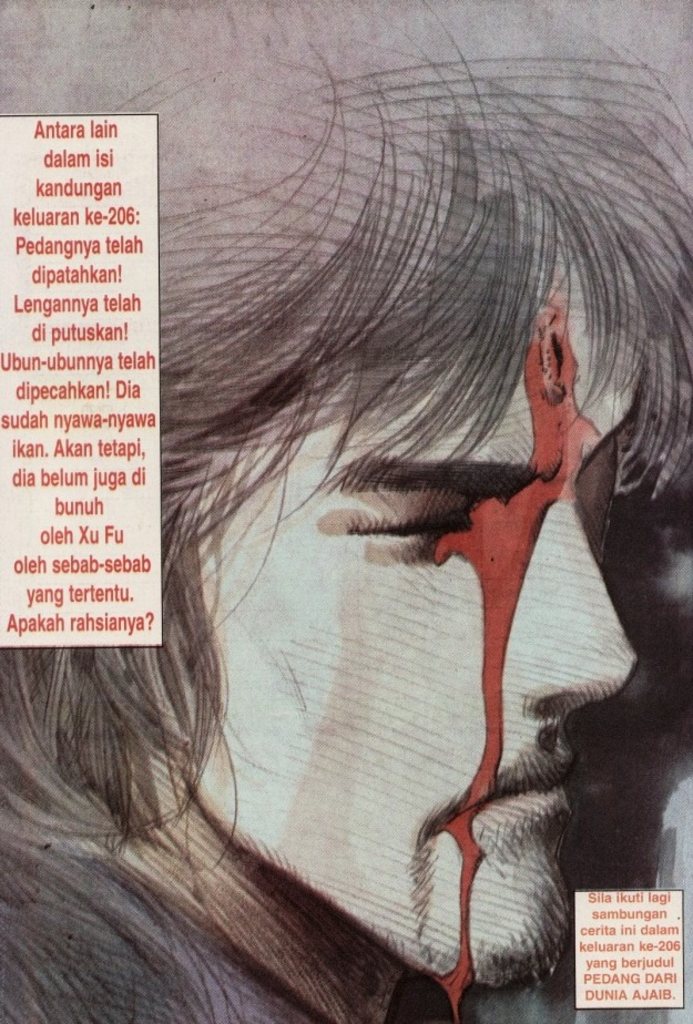 Antara lain
dalam isi
kandungan
keluaran ke-206:
Pedangnya telah
dipatahkan!
Lengannya telah
di putuskan!
Ubun-ubunnya telah
dipecahkan! Dia
sudah nyawa-nyawa
ikan. Akan tetapi,
dia belum juga di
bunuh
oleh Xu Fu
oleh sebab-sebab
yang tertentu.
Apakah rahsianya?
Sila ikuti lagi
sambungan
cerita ini dalam
keluaran ke-206
yang berjudul
PEDANG DARI
DUNIA AJAIB.